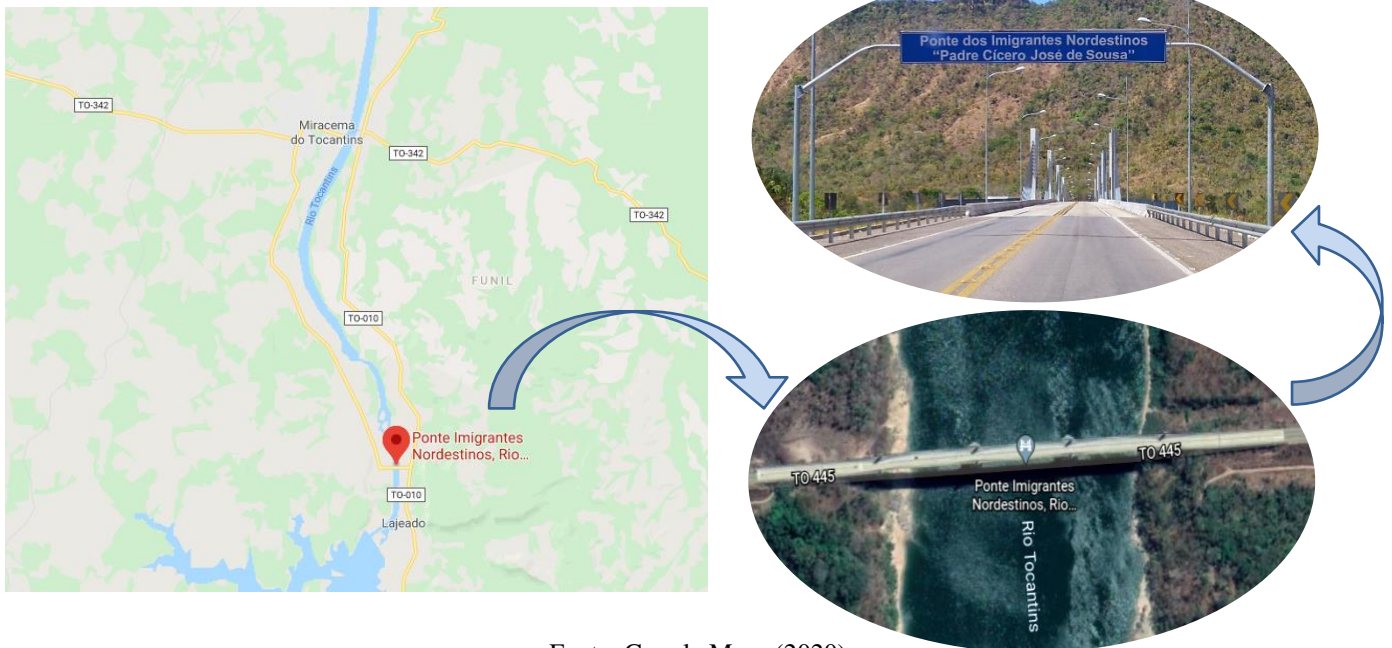 TO-342
Miracema
do Tocantins
TO-342
Rio Tocantins
TO-342
FUNIL
TO-010
Ponte Imigrantes
Nordestinos, Rio...
TO-010
Lajeado
Ponte dos Imigrantes Nordestinos
“Padre Cícero José de Sousa”
TO 445
TO 445
Ponte Imigrantes
Nordestinos, Rio...
Rio Tocantins
(2020)